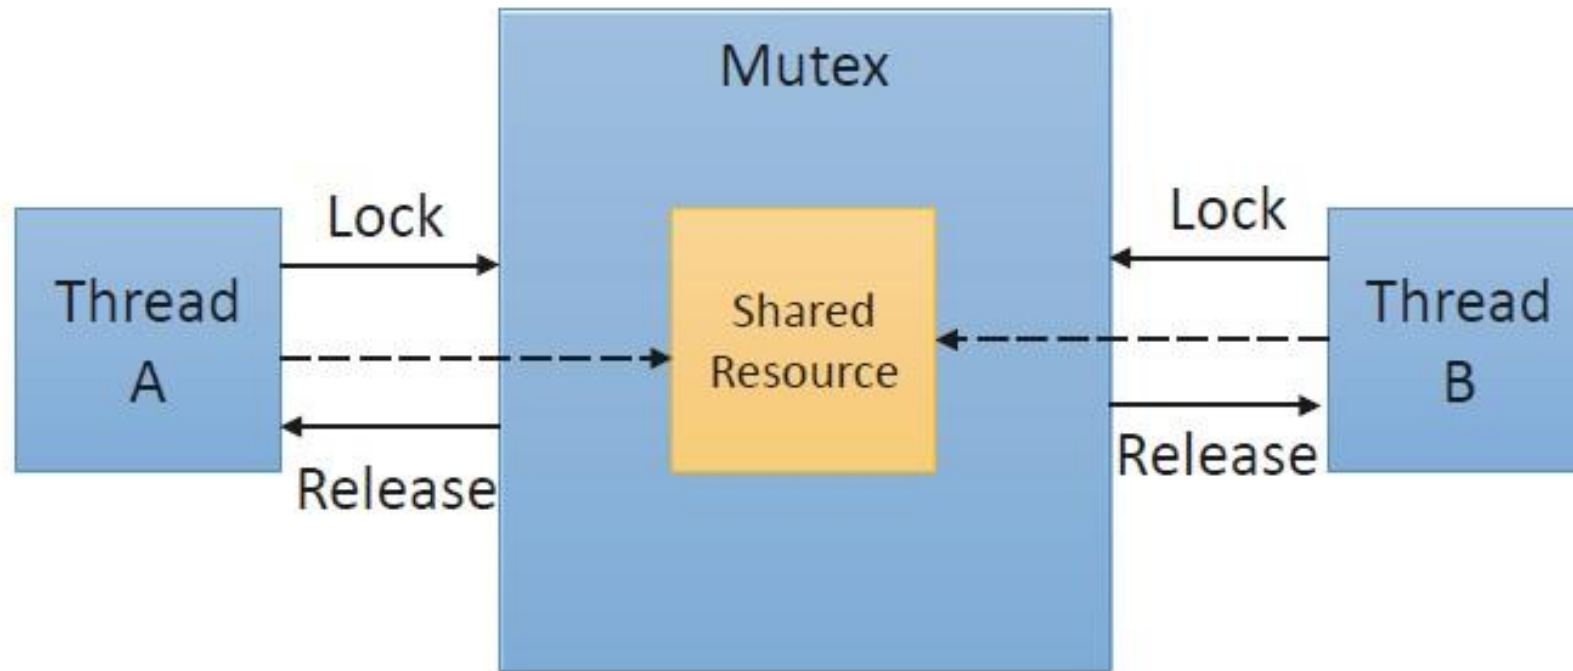 Mutex
Lock
Lock
Thread
A
Shared
Resource
Thread
B
Release
Release